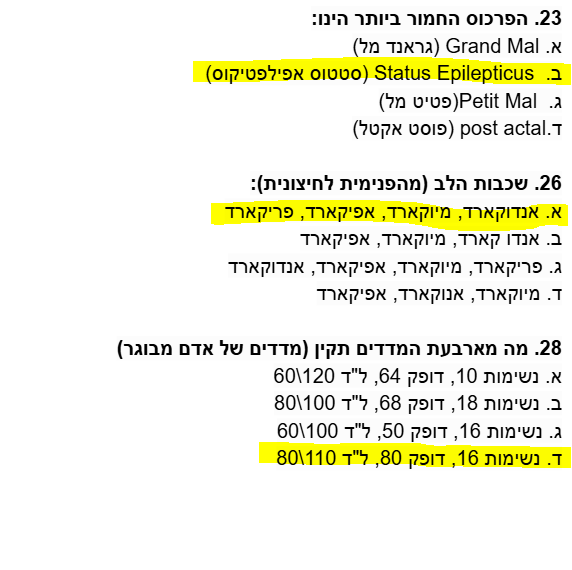 23. הפרכוס החמור ביותר הינו:
א. Grand Mal (גראנד מל)
ב. Status Epilepticus (סטטוס אפילפטיקוס)
ג. Petit Mal(פטיט מל)
ד.post actal (פוסט אקטל)
26. שכבות הלב (מהפנימית לחיצונית):
א. אנדוקארד, מיוקארד, אפיקארד, פריקארד
ב. אנדו קארד, מיוקארד, אפיקארד
ג. פריקארד, מיוקארד, אפיקארד, אנדוקארד
ד. מיוקארד, אנוקארד, אפיקארד
28. מה מארבעת המדדים תקין (מדדים של אדם מבוגר)
א. נשימות 10, דופק 64, ל"ד 120\60
ב. נשימות 18, דופק 68, ל"ד 100\80
ג. נשימות 16, דופק 50, ל"ד 100\60
ד. נשימות 16, דופק 80, ל"ד 110\80